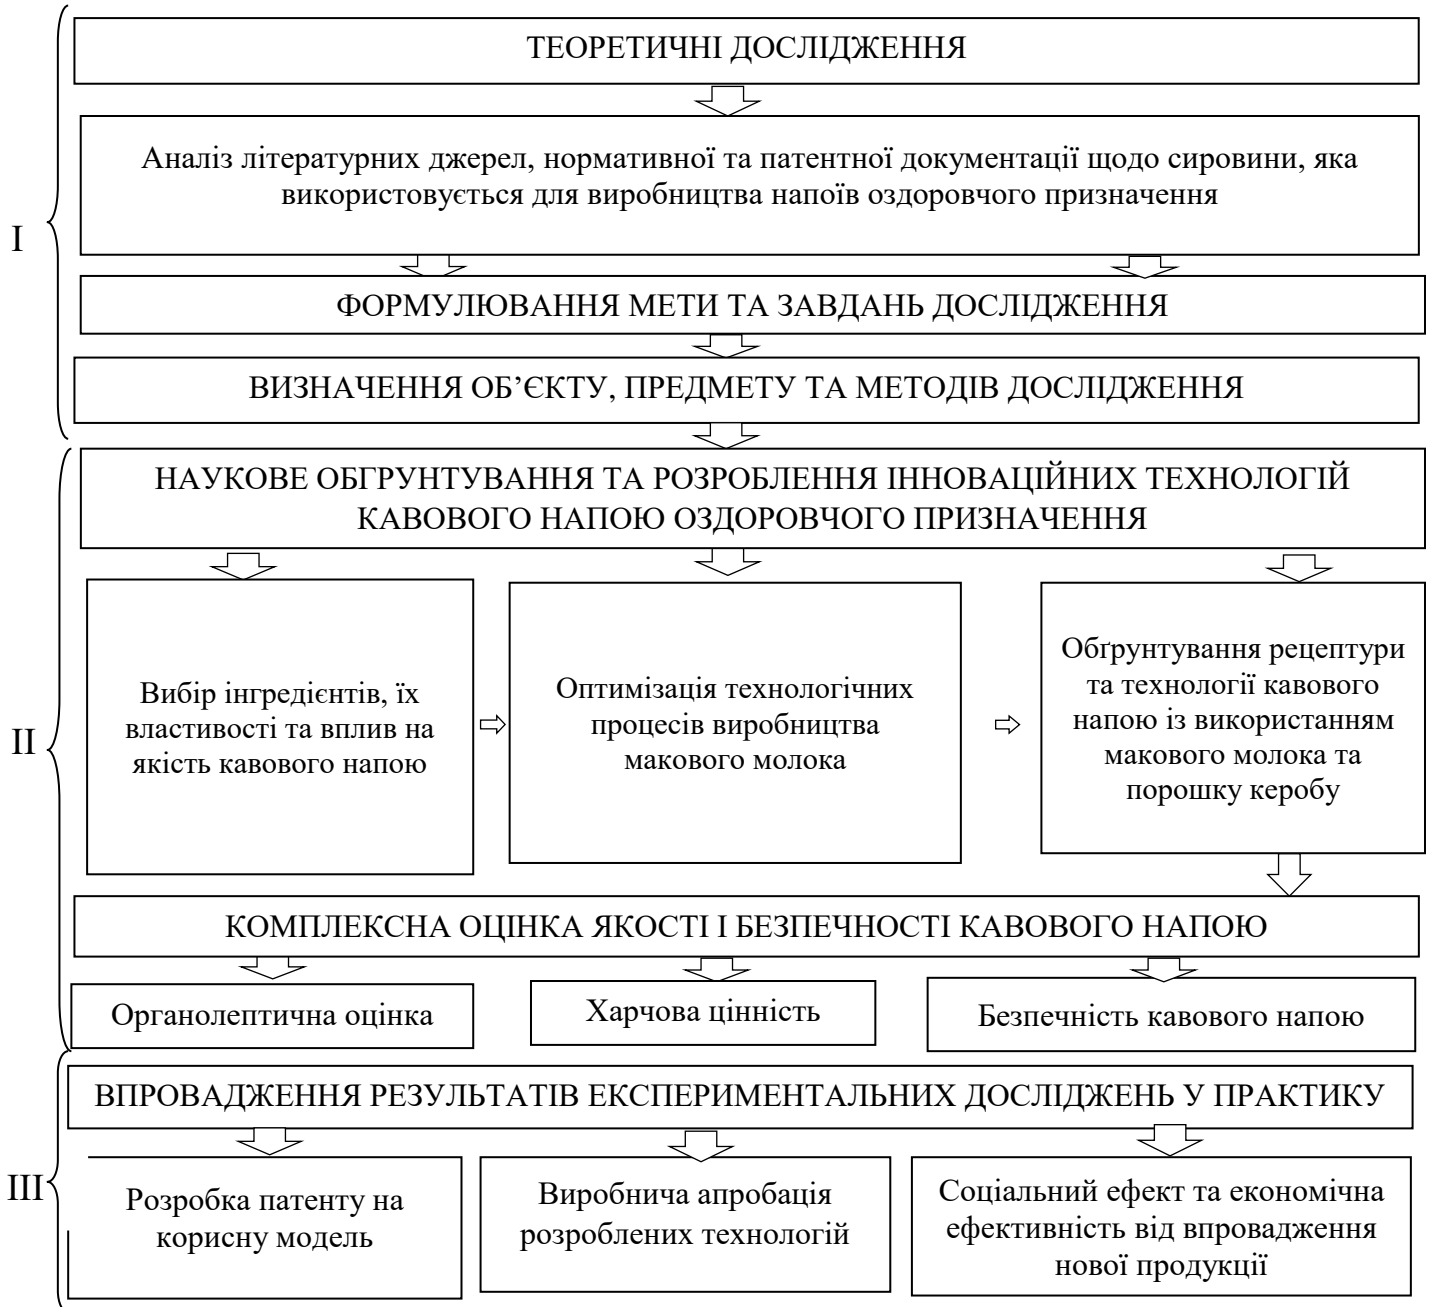 ТЕОРЕТИЧНІ ДОСЛІДЖЕННЯ
Аналіз літературних джерел, нормативної та патентної документації щодо сировини, яка
використовується для виробництва напоїв оздоровчого призначення
I
ФОРМУЛЮВАННЯ МЕТИ ТА ЗАВДАНЬ ДОСЛІДЖЕННЯ
ВИЗНАЧЕННЯ ОБ’ЄКТУ, ПРЕДМЕТУ ТА МЕТОДІВ ДОСЛІДЖЕННЯ
НАУКОВЕ ОБГРУНТУВАННЯ ТА РОЗРОБЛЕННЯ ІННОВАЦІЙНИХ ТЕХНОЛОГІЙ
КАВОВОГО НАПОЮ ОЗДОРОВЧОГО ПРИЗНАЧЕННЯ
II
Вибір інгредієнтів, їх
властивості та вплив на
якість кавового напою
Оптимізація технологічних
процесів виробництва
макового молока
Обґрунтування рецептури
та технології кавового
напою із використанням
макового молока та
порошку керобу
КОМПЛЕКСНА ОЦІНКА ЯКОСТІ І БЕЗПЕЧНОСТІ КАВОВОГО НАПОЮ
Органолептична оцінка
Харчова цінність
Безпечність кавового напою
ВПРОВАДЖЕННЯ РЕЗУЛЬТАТІВ ЕКСПЕРИМЕНТАЛЬНИХ ДОСЛІДЖЕНЬ У ПРАКТИКУ
III
Розробка патенту на
корисну модель
Виробнича апробація
розроблених технологій
Соціальний ефект та економічна
ефективність від впровадження
нової продукції